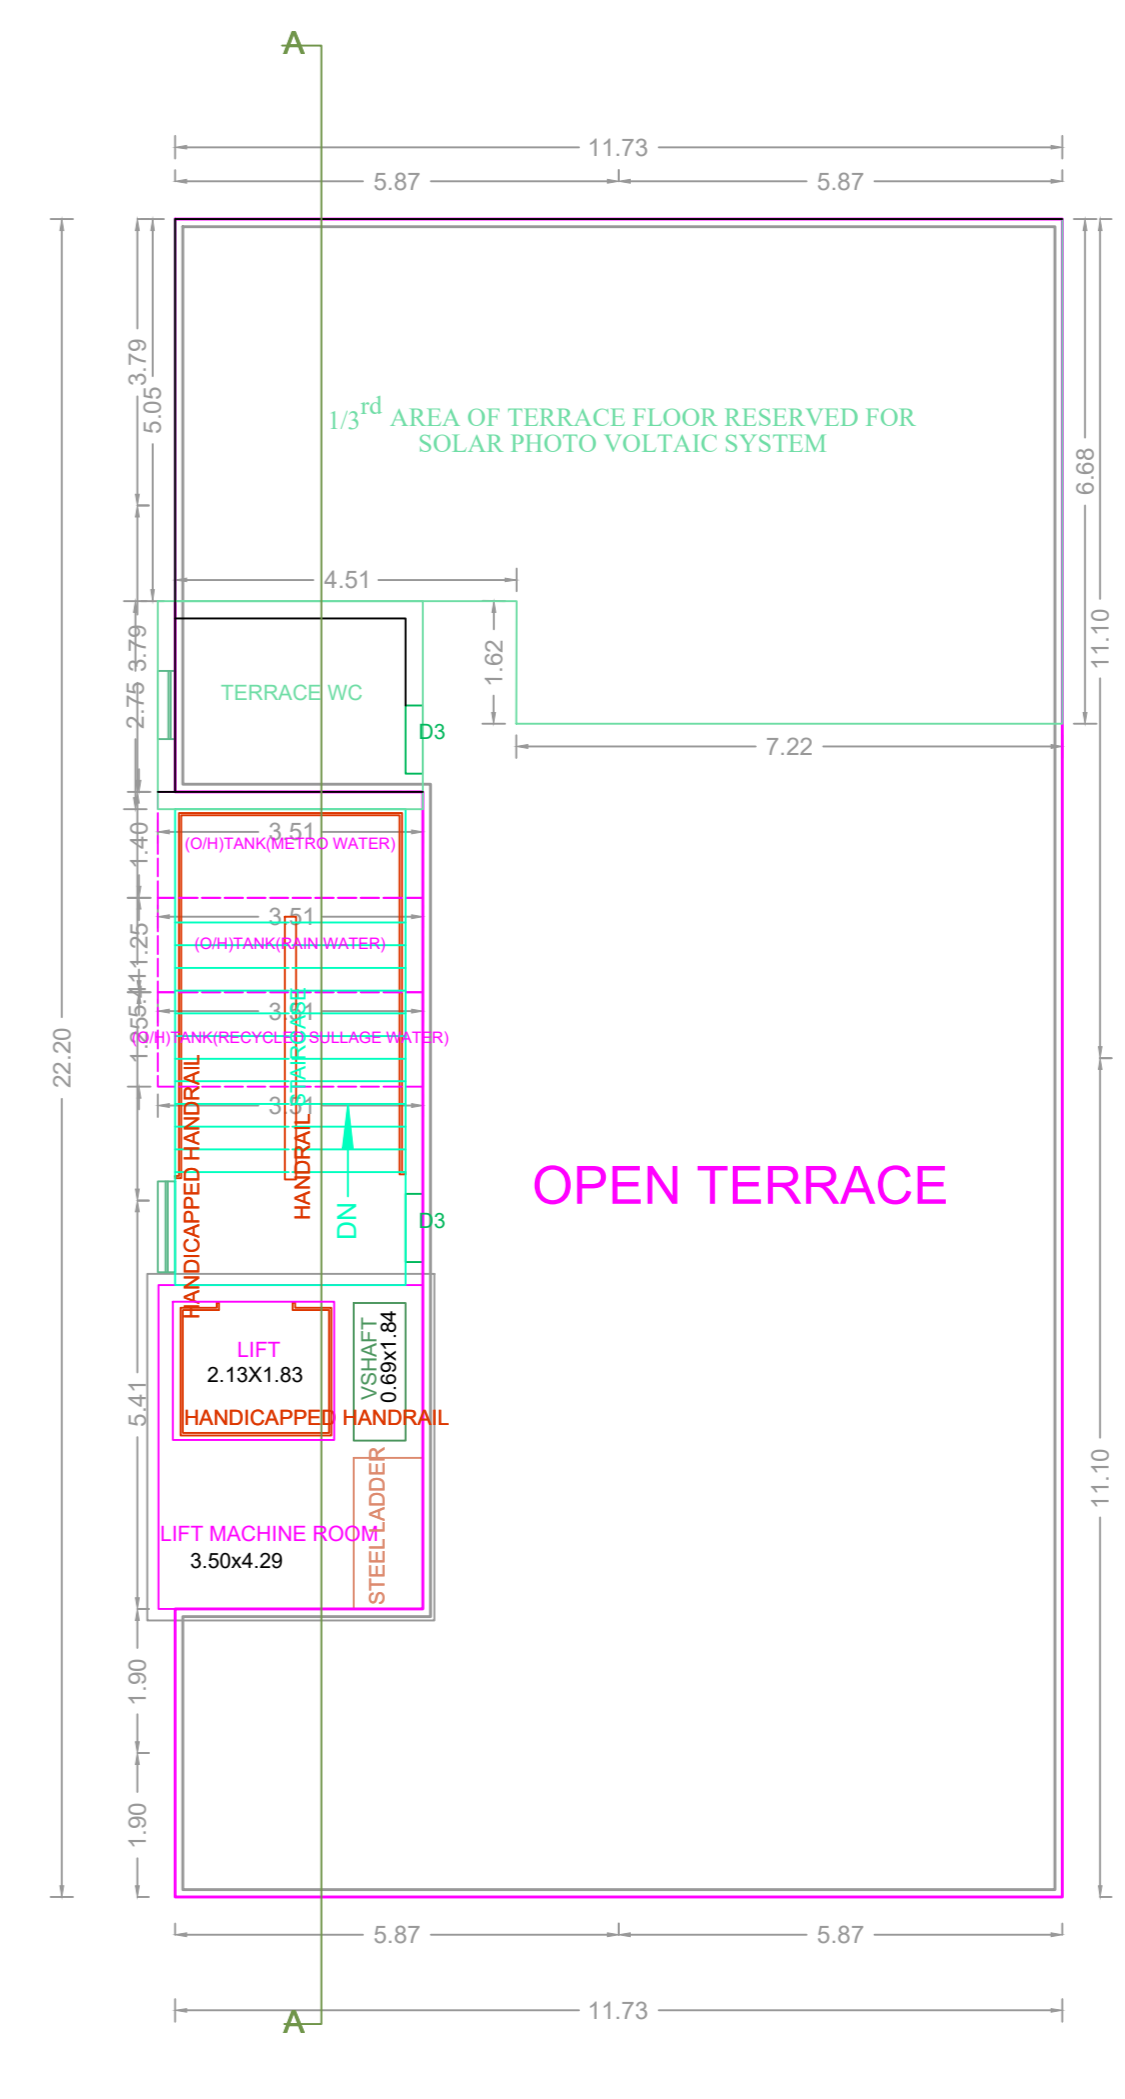 A
11.73
5.87
5.87
3.79
5.05
1/3rd AREA OF TERRACE FLOOR RESERVED FOR
SOLAR PHOTO VOLTAIC SYSTEM
6.68
4.51
11.10
3.79
1.62
2.75
TERRACE WC
D3
7.22
3.51
1.40
(O/H)TANK(METRO WATER)
3.51
1.25
(O/H)TANK(RAIN WATER)
5.41
3.51
1.25
(O/H)TANK(RECYCLED SULLAGE WATER)
22.20
STAIRCASE
3.51
HANDICAPPED HANDRAIL
HANDRAIL
OPEN TERRACE
DN
D3
LIFT
2.13X1.83
VSHAFT
0.69x1.84
5.41
HANDICAPPED HANDRAIL
11.10
STEEL LADDER
LIFT MACHINE ROOM
3.50x4.29
1.90
1.90
5.87
5.87
11.73
A